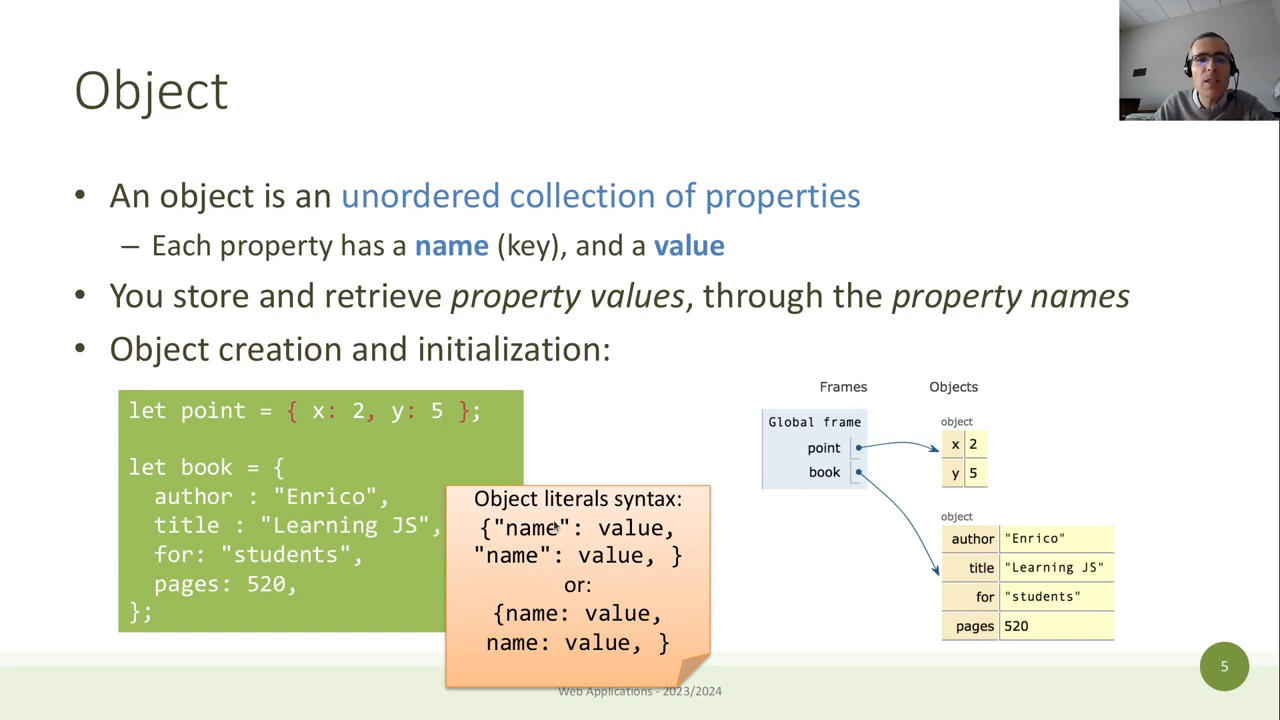 Object
• An object is an unordered collection of properties
– Each property has a name (key), and a value
• You store and retrieve property values, through the property names
• Object creation and initialization:
let point = { x: 2, y: 5 };
let book = {
author : "Enrico",
title : "Learning JS",
for: "students",
pages: 520,
};
Object literals syntax:
{"name": value,
"name": value, }
or:
{name: value,
name: value, }
Frames
Objects
Global frame
point
book
object
x 2
y 5
object
author "Enrico"
title "Learning JS"
for "students"
pages 520
Web Applications - 2023/2024
5